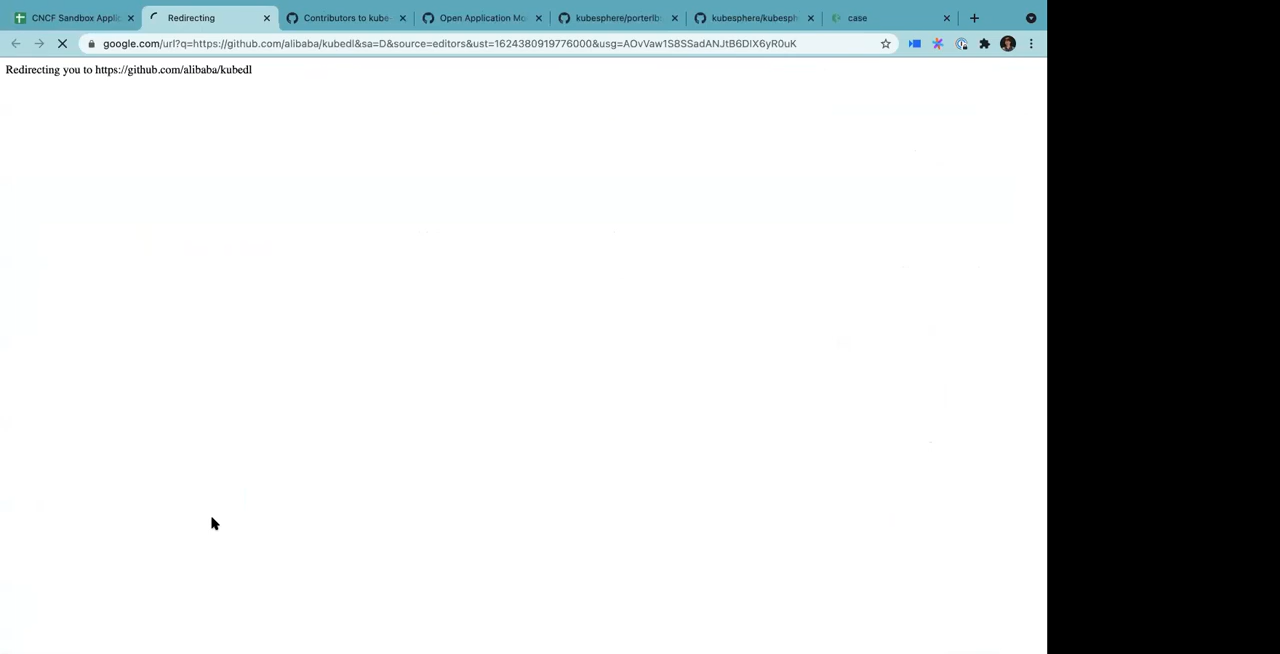 CNCF Sandbox Applic
Redirecting
Contributors to kube
Open Application Mo
kubesphere/porterlb
kubesphere/kubesph
case
google.com/url?q=https://github.com/alibaba/kubedl&sa=D&source=editors&ust=1624380919776000&usg=AOvVaw1S8SSadANJtB6DlX6yR0uK
Redirecting you to https://github.com/alibaba/kubedl